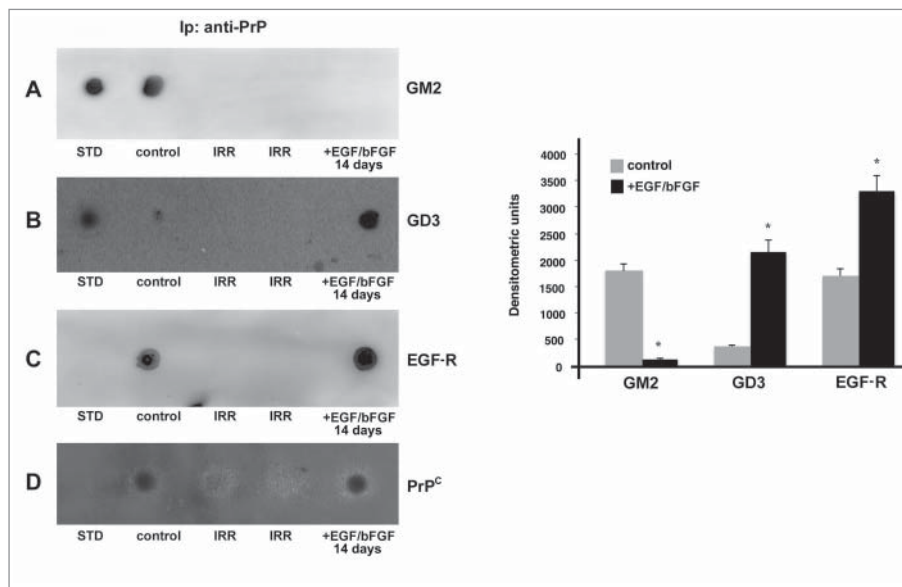 Ip: anti-PrP
A
GM2
STD control IRR IRR +EGF/bFGF
14 days
B
GD3
STD control IRR IRR +EGF/bFGF
14 days
C
EGF-R
STD control IRR IRR +EGF/bFGF
14 days
D
PrPᶜ
STD control IRR IRR +EGF/bFGF
14 days
Densitometric units
4000
3500
3000
2500
2000
1500
1000
500
0
control
+EGF/bFGF
*
*
*
GM2 GD3 EGF-R